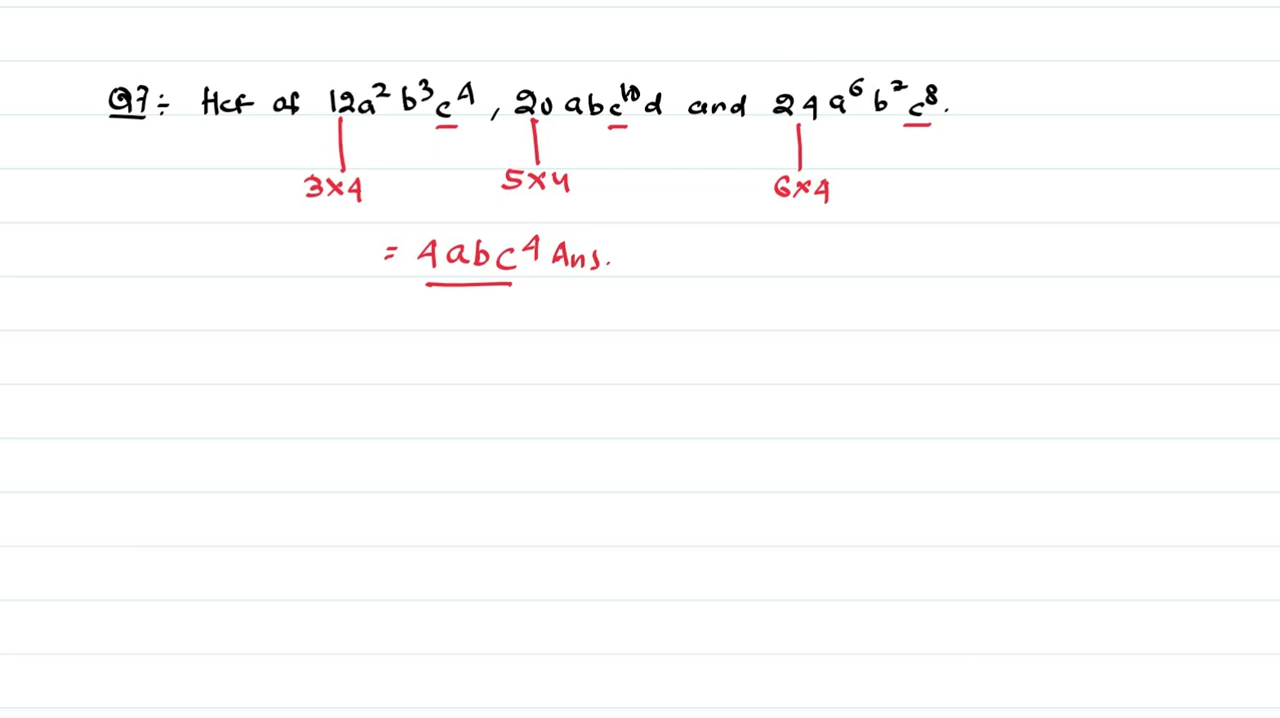 Q7:- Hcf of 12a²b³c⁴, 20abc¹⁰d and 24a⁶b²c⁸.
3×4 5×4 6×4
= 4abc⁴ Ans.